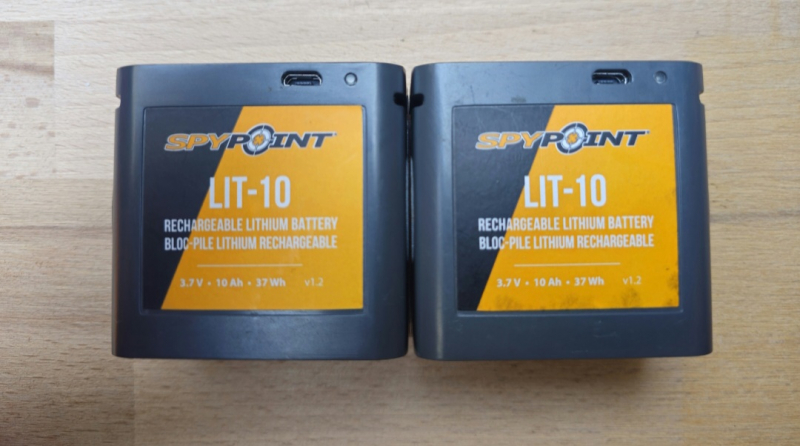 SPYPOINT
LIT-10
RECHARGEABLE LITHIUM BATTERY
BLOC-PILE LITHIUM RECHARGEABLE
3.7 V • 10 Ah • 37 Wh v1.2
SPYPOINT
LIT-10
RECHARGEABLE LITHIUM BATTERY
BLOC-PILE LITHIUM RECHARGEABLE
3.7 V • 10 Ah • 37 Wh v1.2